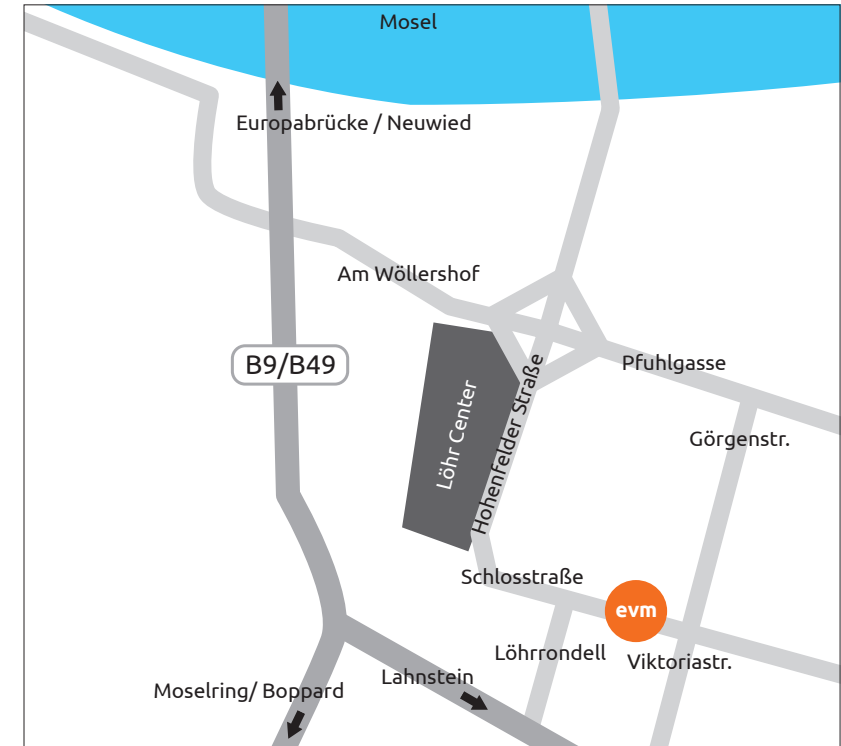 Mosel
Europabrücke / Neuwied
Am Wöllershof
B9/B49
Pfuhlgasse
Löhr Center
Hohenfelder Straße
Görgenstr.
Schlosstraße
evm
Löhrrondell
Viktoriastr.
Lahnstein
Moselring/ Boppard